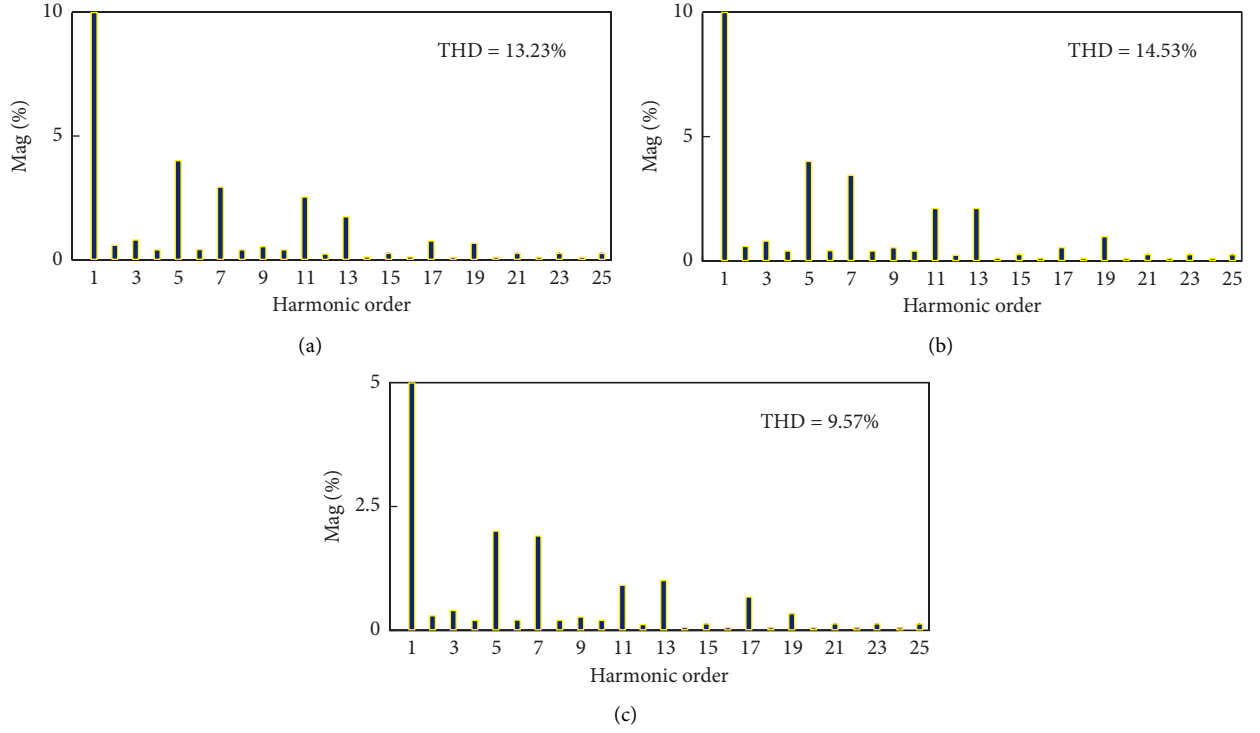 10
5
0
Mag (%)
THD = 13.23%
1 3 5 7 9 11 13 15 17 19 21 23 25
Harmonic order
(a)
10
5
0
Mag (%)
THD = 14.53%
1 3 5 7 9 11 13 15 17 19 21 23 25
Harmonic order
(b)
5
2.5
0
Mag (%)
THD = 9.57%
1 3 5 7 9 11 13 15 17 19 21 23 25
Harmonic order
(c)